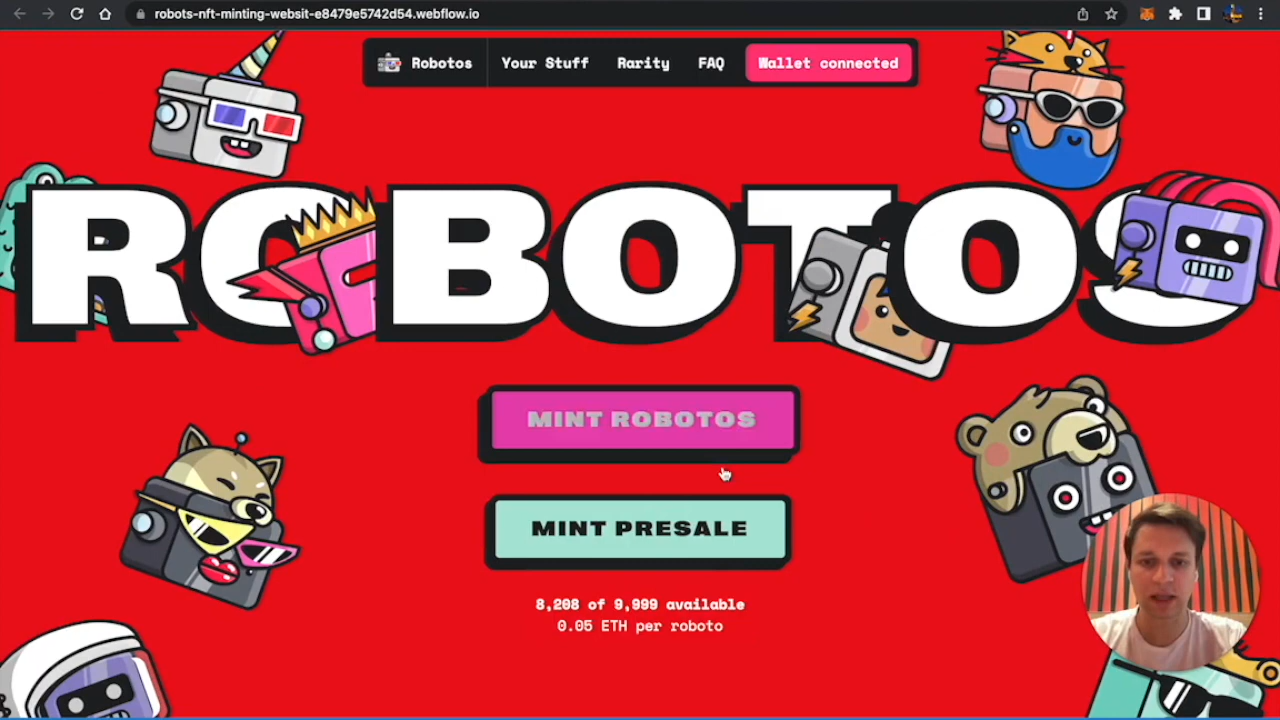 robots-nft-minting-websit-e8479e5742d54.webflow.io
Robotos Your Stuff Rarity FAQ Wallet connected
ROBOTOS
MINT ROBOTOS
MINT PRESALE
8,208 of 9,999 available
0.05 ETH per roboto